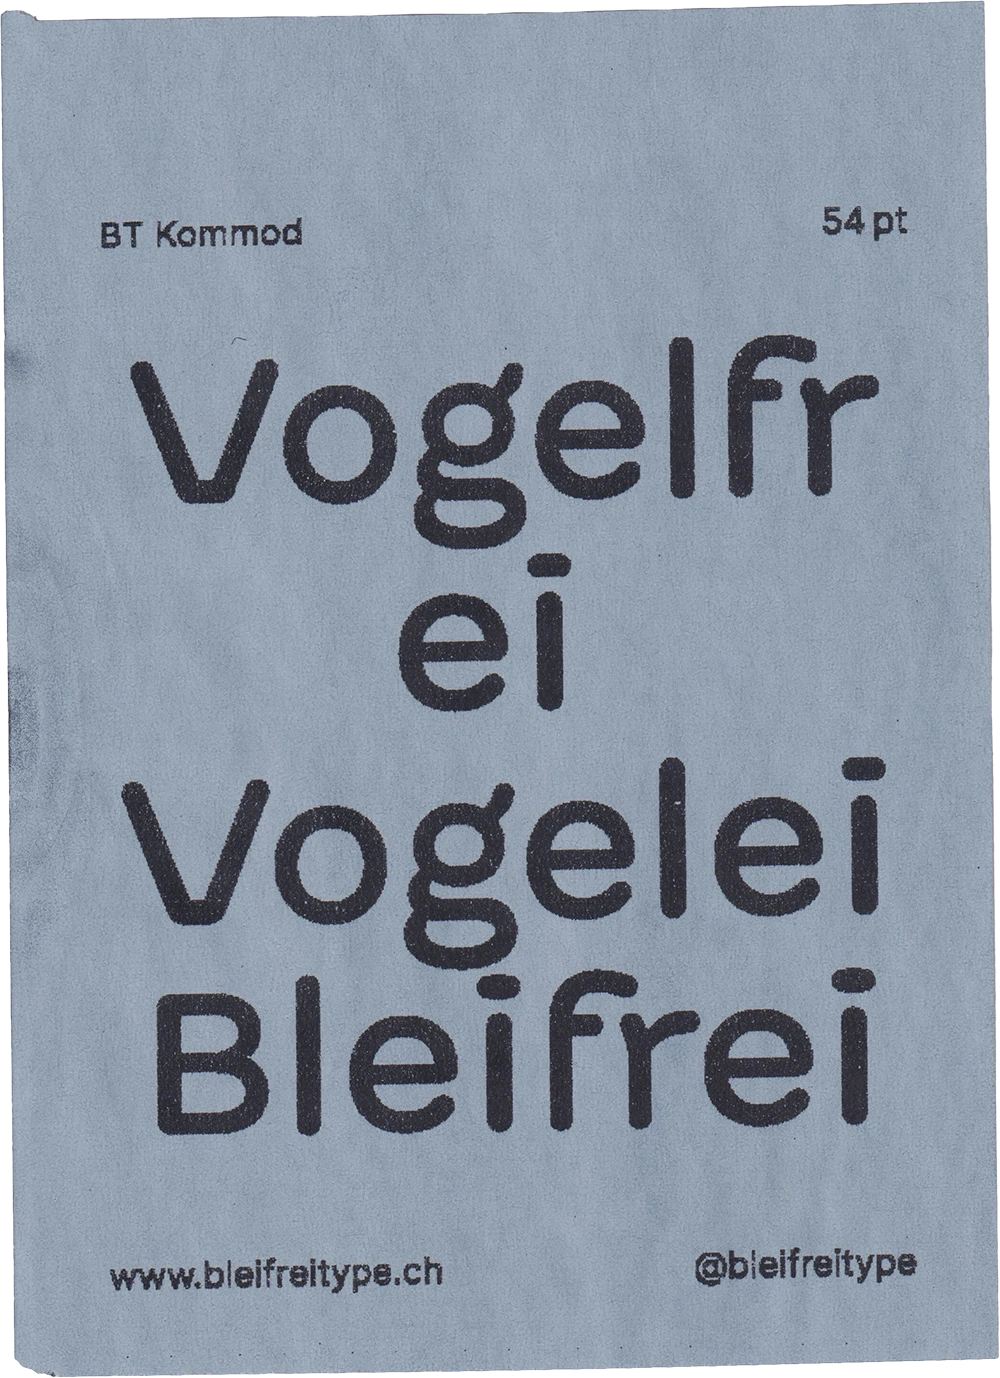 BT Kommod 54 pt
Vogelfr
ei
Vogelei
Bleifrei
www.bleifreitype.ch @bleifreitype